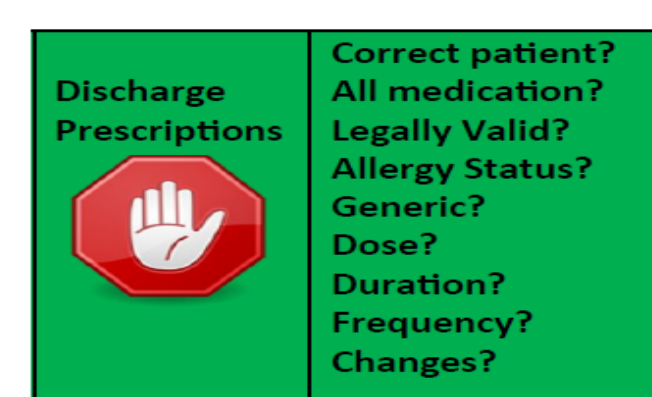 Discharge
Prescriptions
Correct patient?
All medication?
Legally Valid?
Allergy Status?
Generic?
Dose?
Duration?
Frequency?
Changes?